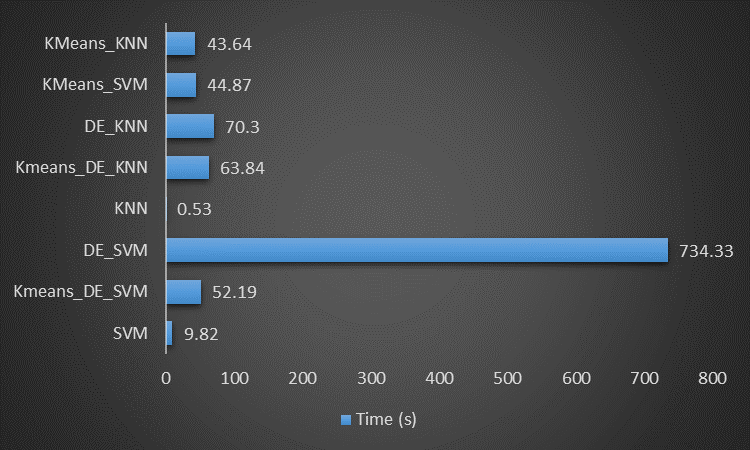 KMeans_KNN 43.64
KMeans_SVM 44.87
DE_KNN 70.3
Kmeans_DE_KNN 63.84
KNN 0.53
DE_SVM 734.33
Kmeans_DE_SVM 52.19
SVM 9.82
0 100 200 300 400 500 600 700 800
Time (s)